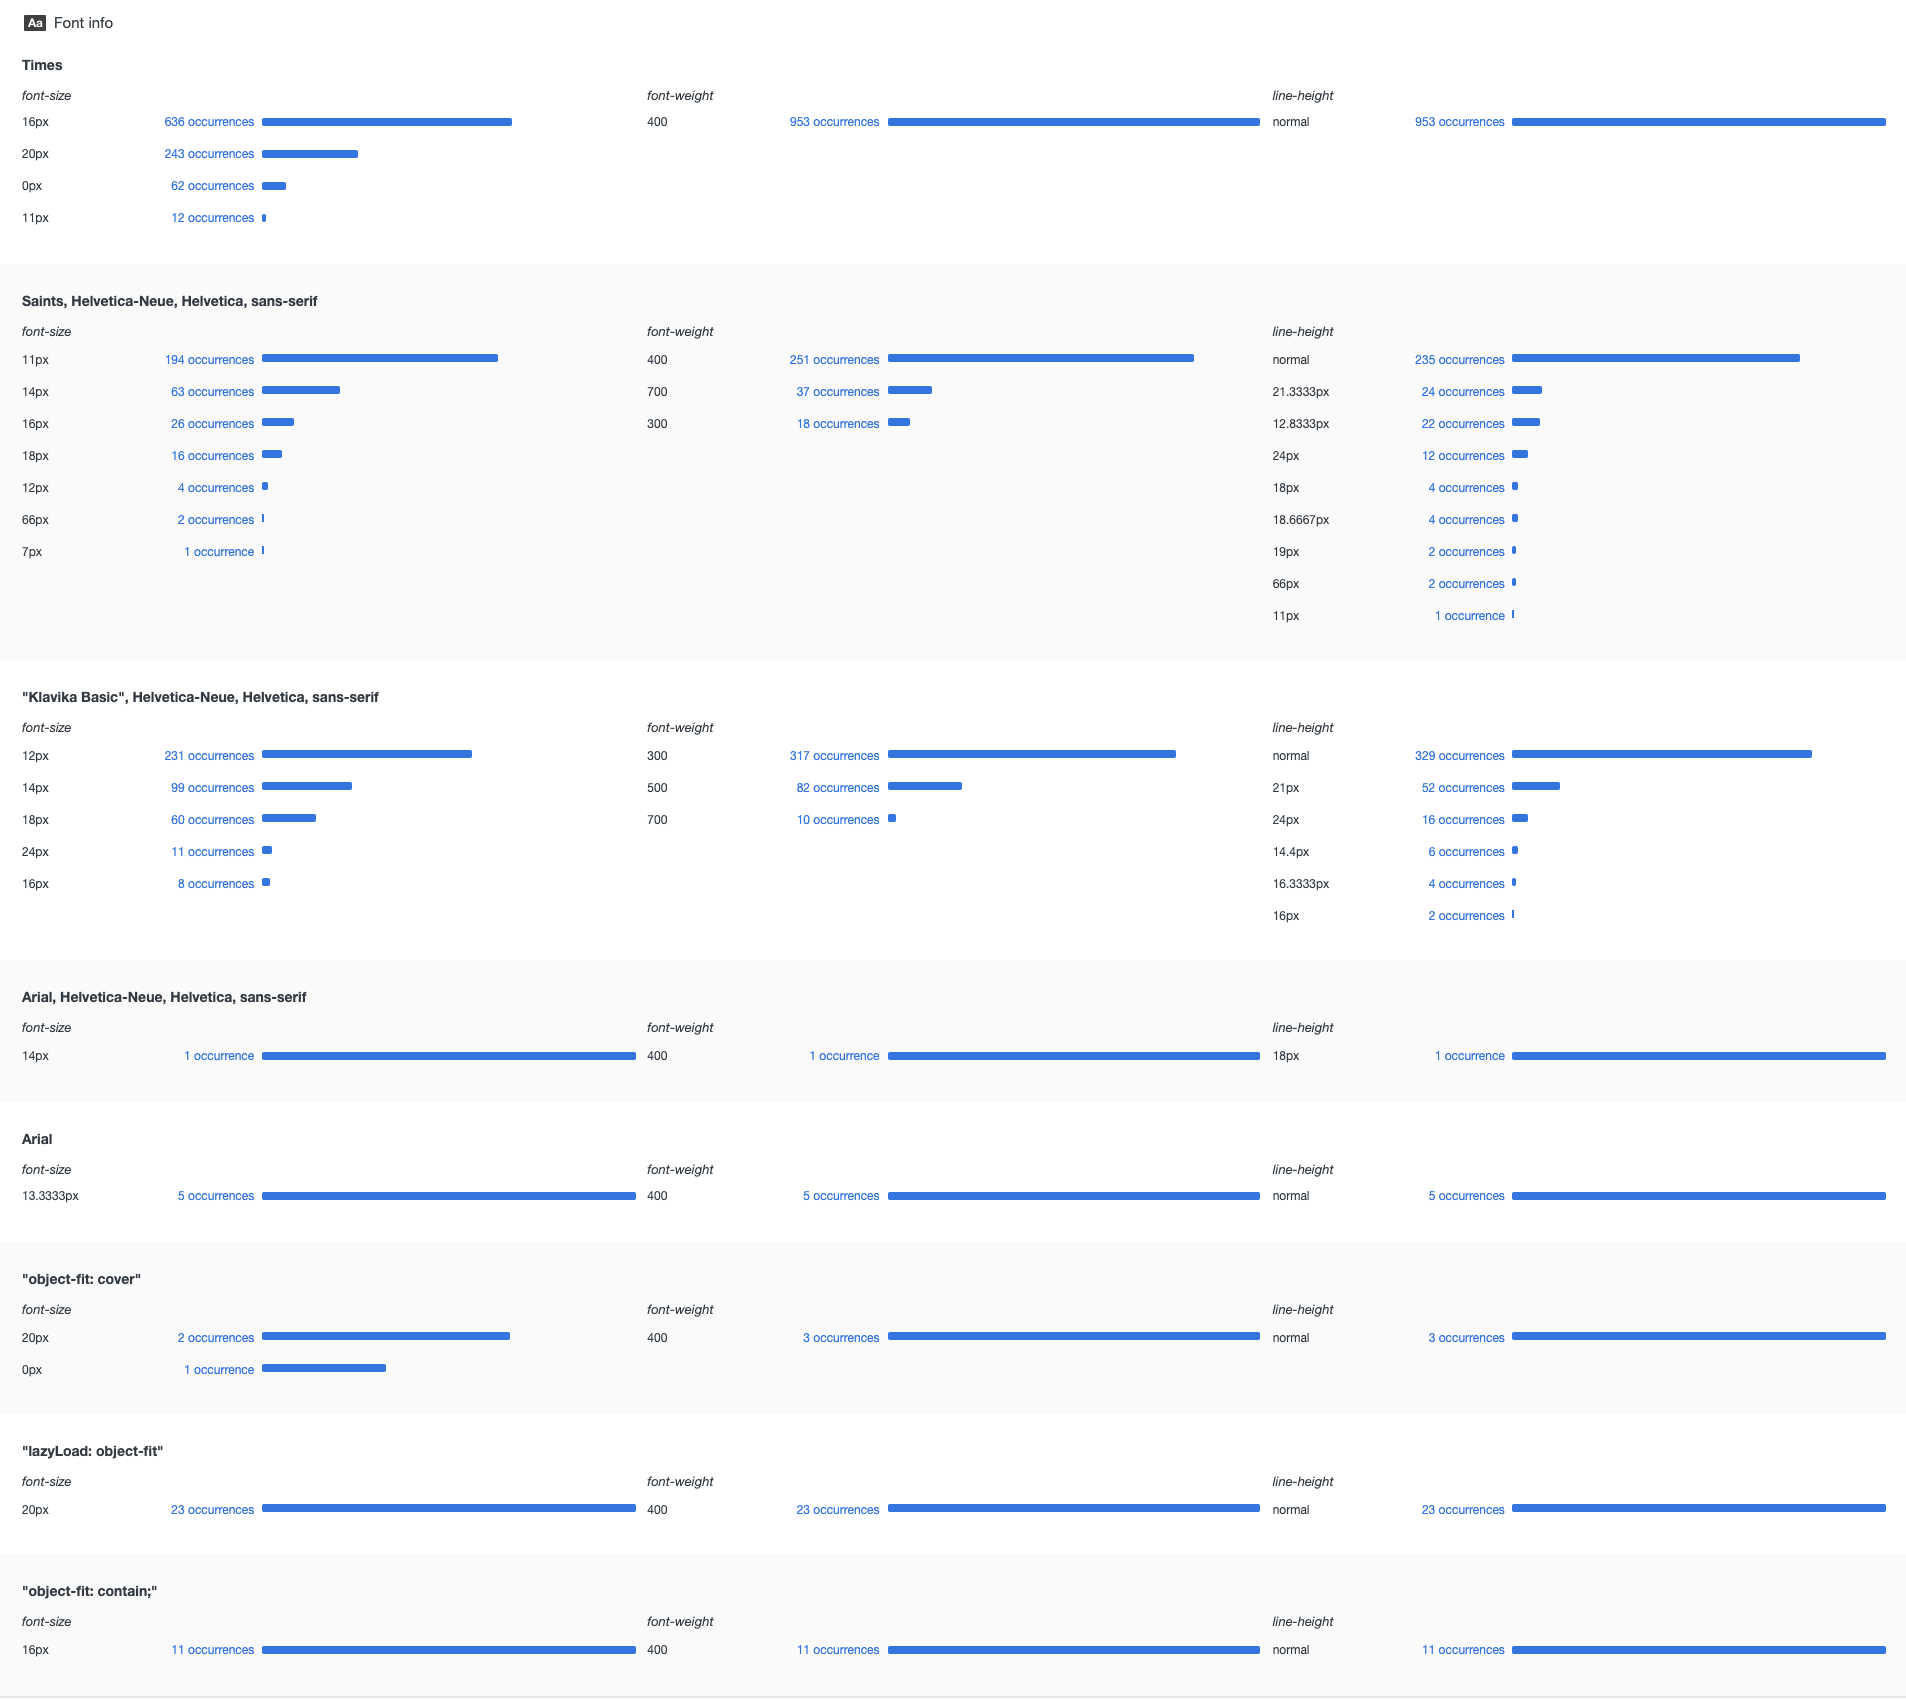 Aa Font info
Times
font-size font-weight line-height
16px 636 occurrences 400 953 occurrences normal 953 occurrences
20px 243 occurrences
0px 62 occurrences
11px 12 occurrences
Saints, Helvetica-Neue, Helvetica, sans-serif
font-size font-weight line-height
11px 194 occurrences 400 251 occurrences normal 235 occurrences
14px 63 occurrences 700 37 occurrences 21.3333px 24 occurrences
16px 26 occurrences 300 18 occurrences 12.8333px 22 occurrences
18px 16 occurrences 24px 12 occurrences
12px 4 occurrences 18px 4 occurrences
66px 2 occurrences 18.6667px 4 occurrences
7px 1 occurrence 19px 2 occurrences
66px 2 occurrences
11px 1 occurrence
"Klavika Basic", Helvetica-Neue, Helvetica, sans-serif
font-size font-weight line-height
12px 231 occurrences 300 317 occurrences normal 329 occurrences
14px 99 occurrences 500 82 occurrences 21px 52 occurrences
18px 60 occurrences 700 10 occurrences 24px 16 occurrences
24px 11 occurrences 14.4px 6 occurrences
16px 8 occurrences 16.3333px 4 occurrences
16px 2 occurrences
Arial, Helvetica-Neue, Helvetica, sans-serif
font-size font-weight line-height
14px 1 occurrence 400 1 occurrence 18px 1 occurrence
Arial
font-size font-weight line-height
13.3333px 5 occurrences 400 5 occurrences normal 5 occurrences
"object-fit: cover"
font-size font-weight line-height
20px 2 occurrences 400 3 occurrences normal 3 occurrences
0px 1 occurrence
"lazyLoad: object-fit"
font-size font-weight line-height
20px 23 occurrences 400 23 occurrences normal 23 occurrences
"object-fit: contain;"
font-size font-weight line-height
16px 11 occurrences 400 11 occurrences normal 11 occurrences